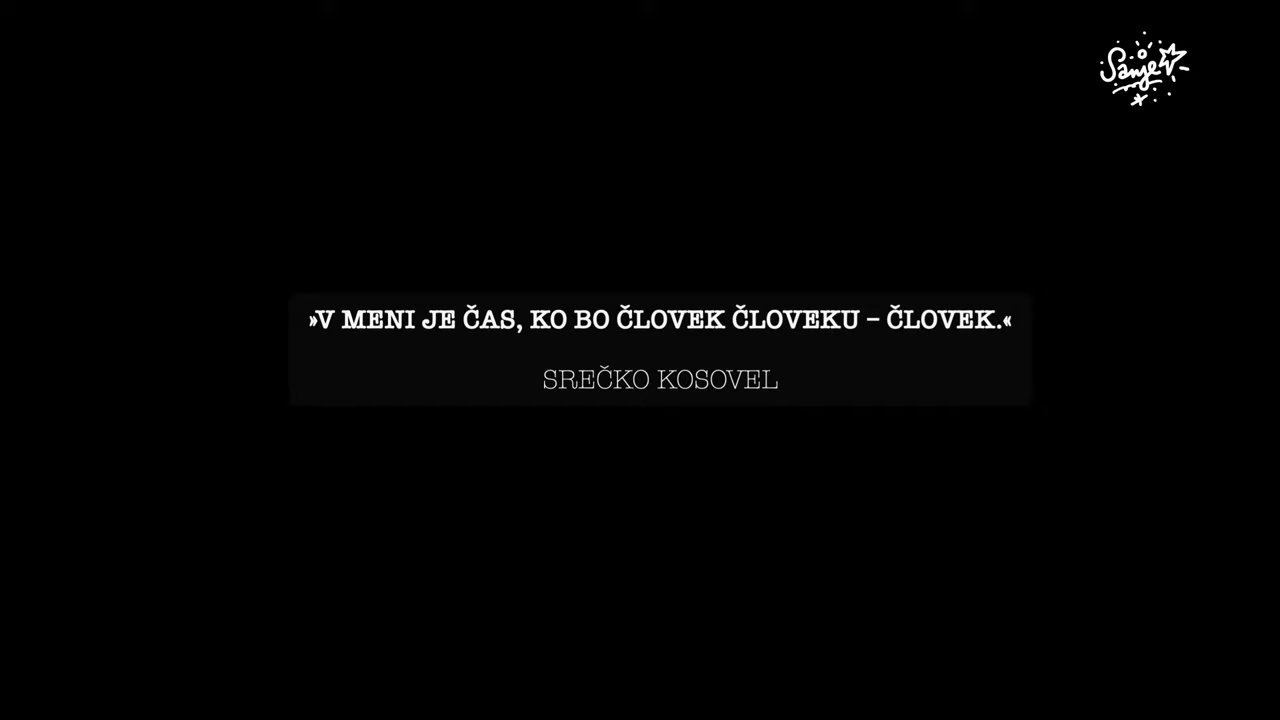 Sanje
»V MENI JE ČAS, KO BO ČLOVEK ČLOVEKU – ČLOVEK.«
SREČKO KOSOVEL